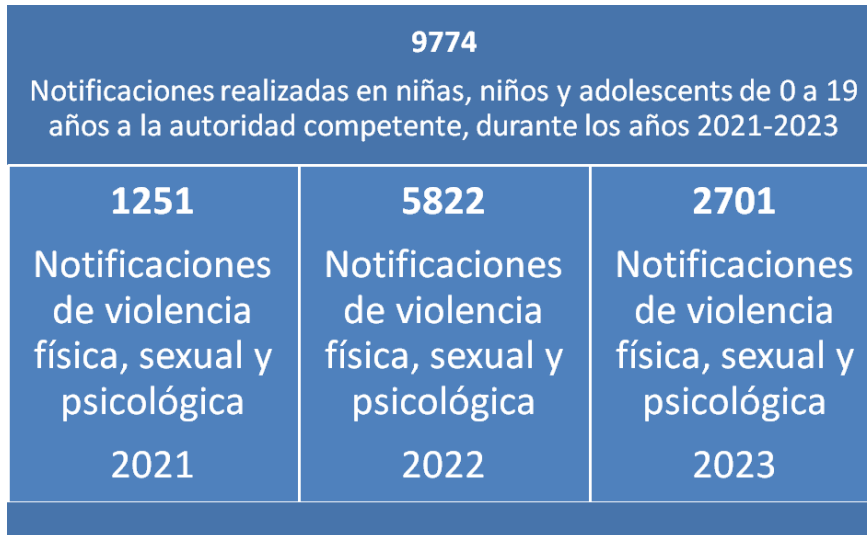 9774
Notificaciones realizadas en niñas, niños y adolescents de 0 a 19
años a la autoridad competente, durante los años 2021-2023
1251
Notificaciones
de violencia
física, sexual y
psicológica
2021
5822
Notificaciones
de violencia
física, sexual y
psicológica
2022
2701
Notificaciones
de violencia
física, sexual y
psicológica
2023